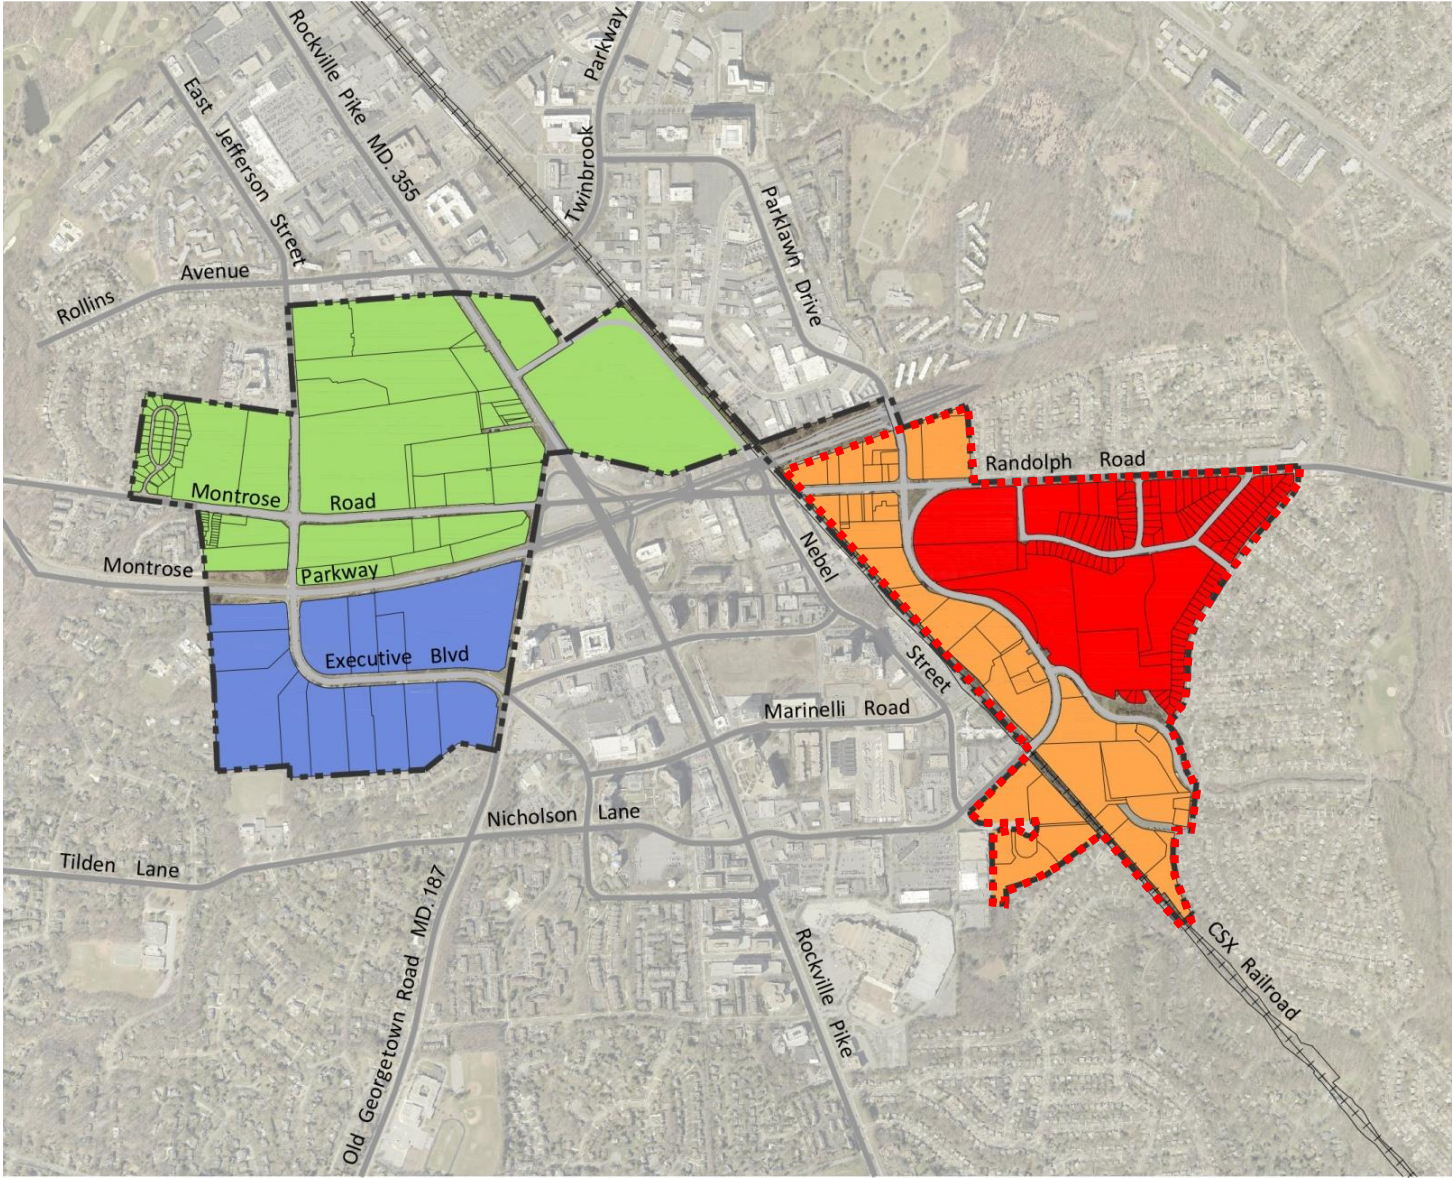 Rockville Pike MD. 355
Parkway
Twinbrook
East Jefferson Street
Parklawn Drive
Rollins Avenue
Randolph Road
Montrose Road
Montrose Parkway
Nebel Street
Executive Blvd
Marinelli Road
Nicholson Lane
Tilden Lane
Old Georgetown Road MD. 187
Rockville Pike
CSX Railroad